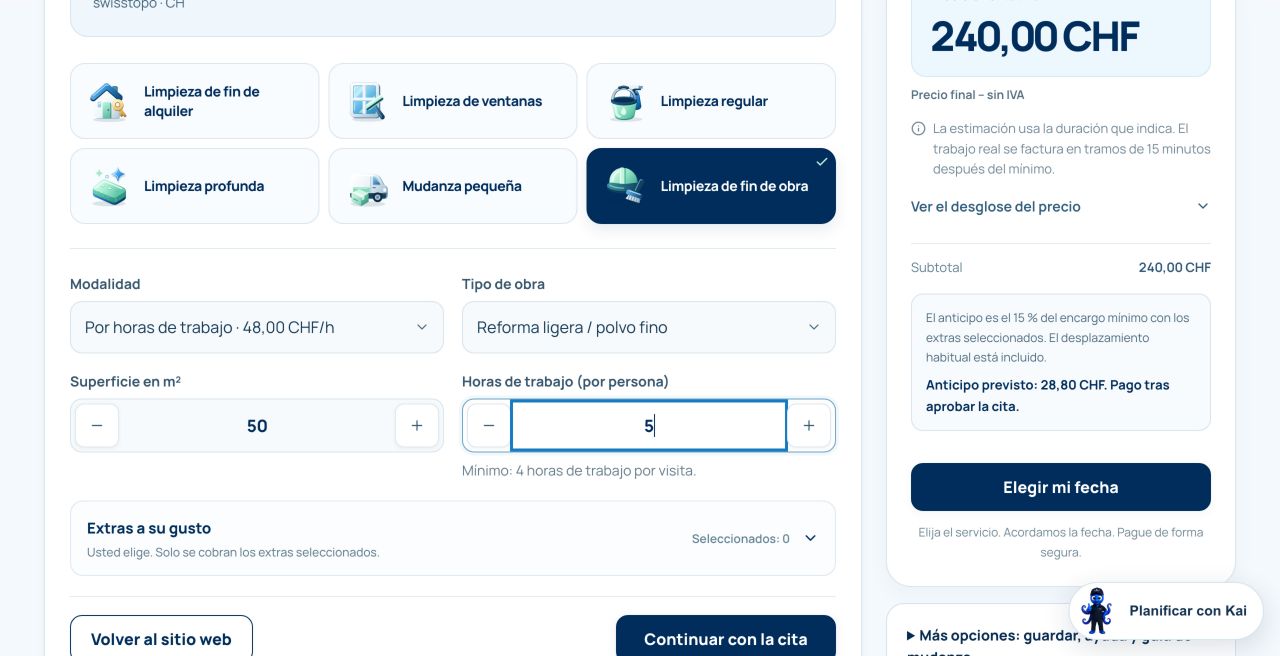 swisstopo · CH
Limpieza de fin de
alquiler
Limpieza de ventanas
Limpieza regular
Limpieza profunda
Mudanza pequeña
Limpieza de fin de obra
Modalidad
Por horas de trabajo · 48,00 CHF/h
Tipo de obra
Reforma ligera / polvo fino
Superficie en m²
− 50 +
Horas de trabajo (por persona)
− 5 +
Mínimo: 4 horas de trabajo por visita.
Extras a su gusto
Usted elige. Solo se cobran los extras seleccionados.
Seleccionados: 0
Volver al sitio web
Continuar con la cita
240,00 CHF
Precio final – sin IVA
La estimación usa la duración que indica. El
trabajo real se factura en tramos de 15 minutos
después del mínimo.
Ver el desglose del precio
Subtotal 240,00 CHF
El anticipo es el 15 % del encargo mínimo con los
extras seleccionados. El desplazamiento
habitual está incluido.
Anticipo previsto: 28,80 CHF. Pago tras
aprobar la cita.
Elegir mi fecha
Elija el servicio. Acordamos la fecha. Pague de forma
segura.
Planificar con Kai
Más opciones: guardar,